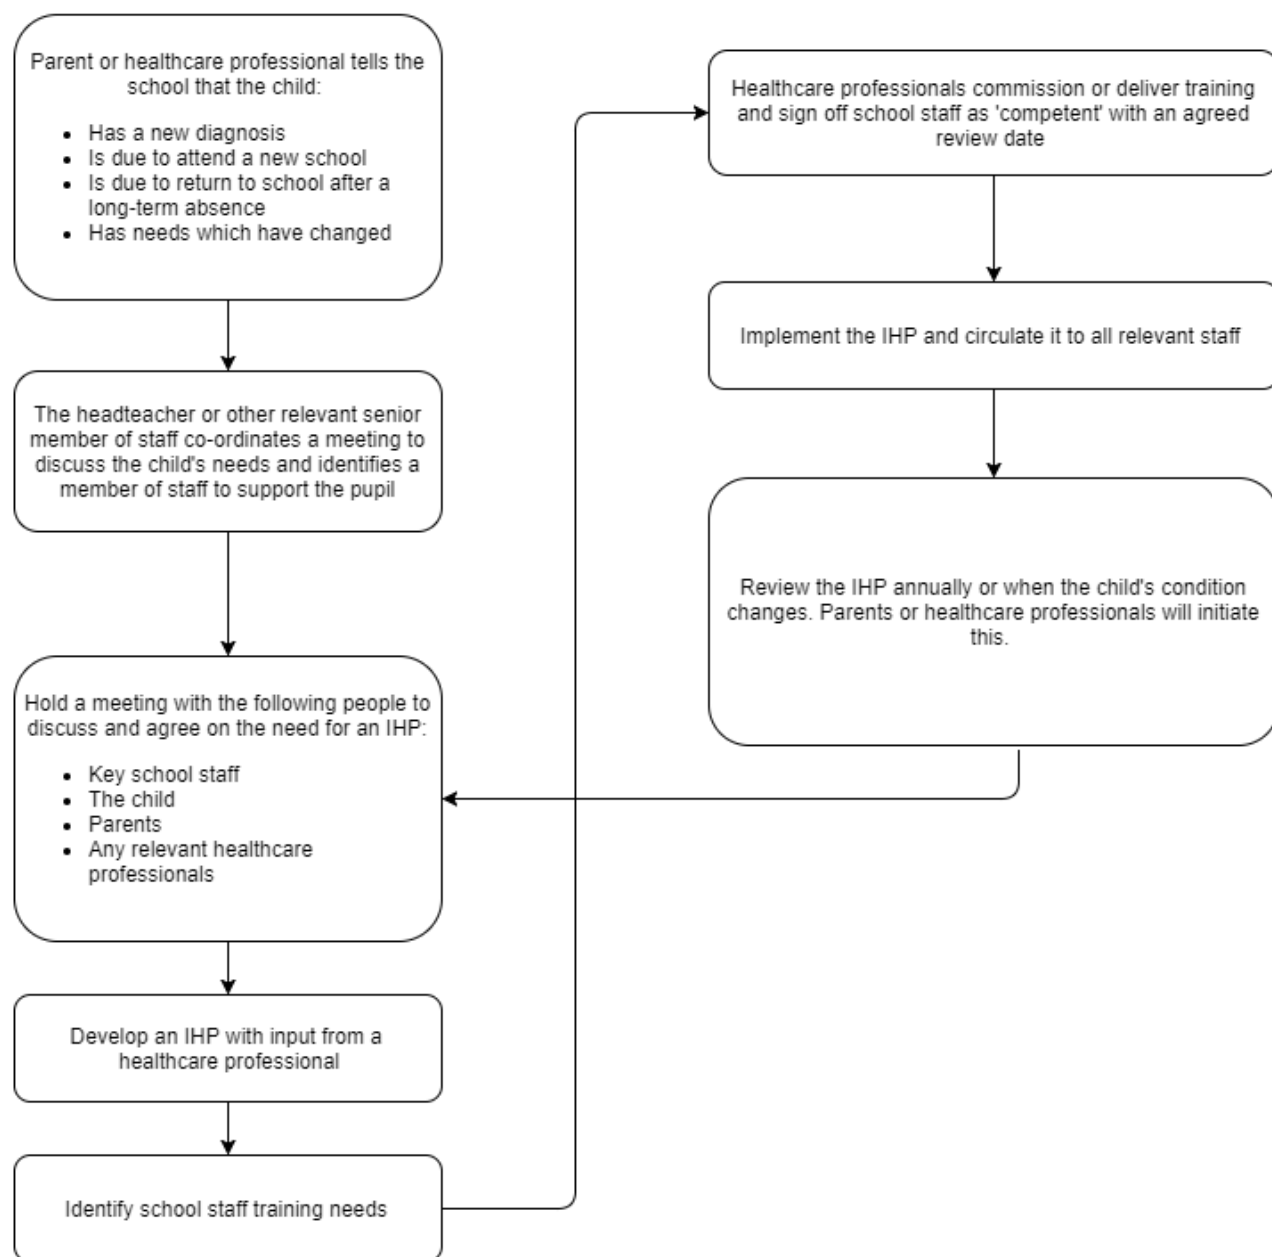 Parent or healthcare professional tells the
school that the child:
• Has a new diagnosis
• Is due to attend a new school
• Is due to return to school after a
long-term absence
• Has needs which have changed
The headteacher or other relevant senior
member of staff co-ordinates a meeting to
discuss the child's needs and identifies a
member of staff to support the pupil
Hold a meeting with the following people to
discuss and agree on the need for an IHP:
• Key school staff
• The child
• Parents
• Any relevant healthcare
professionals
Develop an IHP with input from a
healthcare professional
Identify school staff training needs
Healthcare professionals commission or deliver training
and sign off school staff as 'competent' with an agreed
review date
Implement the IHP and circulate it to all relevant staff
Review the IHP annually or when the child's condition
changes. Parents or healthcare professionals will initiate
this.